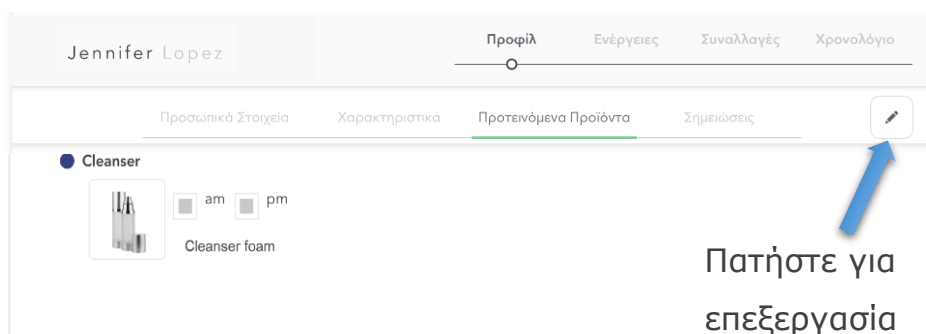 Jennifer Lopez
Προφίλ Ενέργειες Συναλλαγές Χρονολόγιο
Προσωπικά Στοιχεία Χαρακτηριστικά Προτεινόμενα Προϊόντα Σημειώσεις
Cleanser
am pm
Cleanser foam
Πατήστε για
επεξεργασία